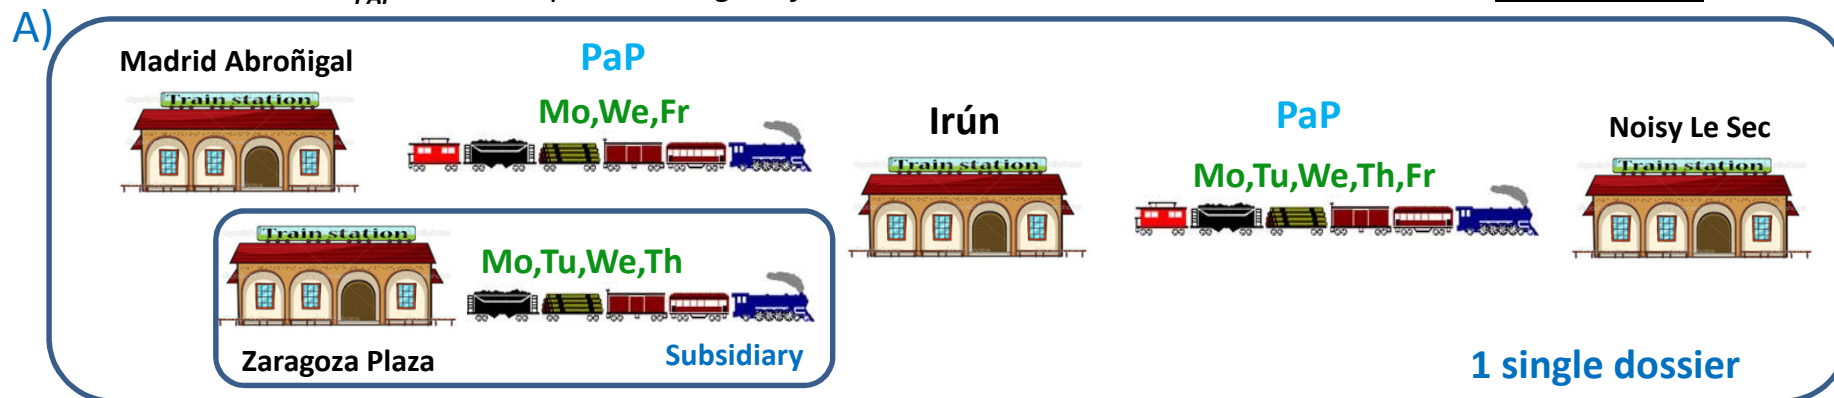 A)
Madrid Abroñigal
PaP
Mo,We,Fr
Irún
PaP
Mo,Tu,We,Th,Fr
Noisy Le Sec
Train station
Train station
Train station
Train station
Mo,Tu,We,Th
Zaragoza Plaza
Subsidiary
1 single dossier